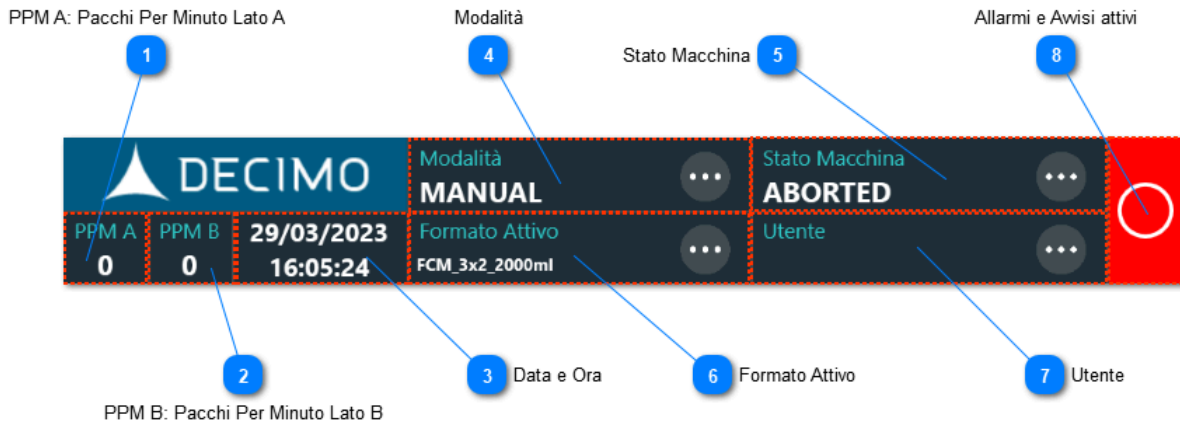 PPM A: Pacchi Per Minuto Lato A
Modalità
Allarmi e Avvisi attivi
1
4
Stato Macchina
5
8
DECIMO
Modalità
MANUAL
Stato Macchina
ABORTED
PPM A
0
PPM B
0
29/03/2023
16:05:24
Formato Attivo
FCM_3x2_2000ml
Utente
2
3
Data e Ora
6
Formato Attivo
7
Utente
PPM B: Pacchi Per Minuto Lato B